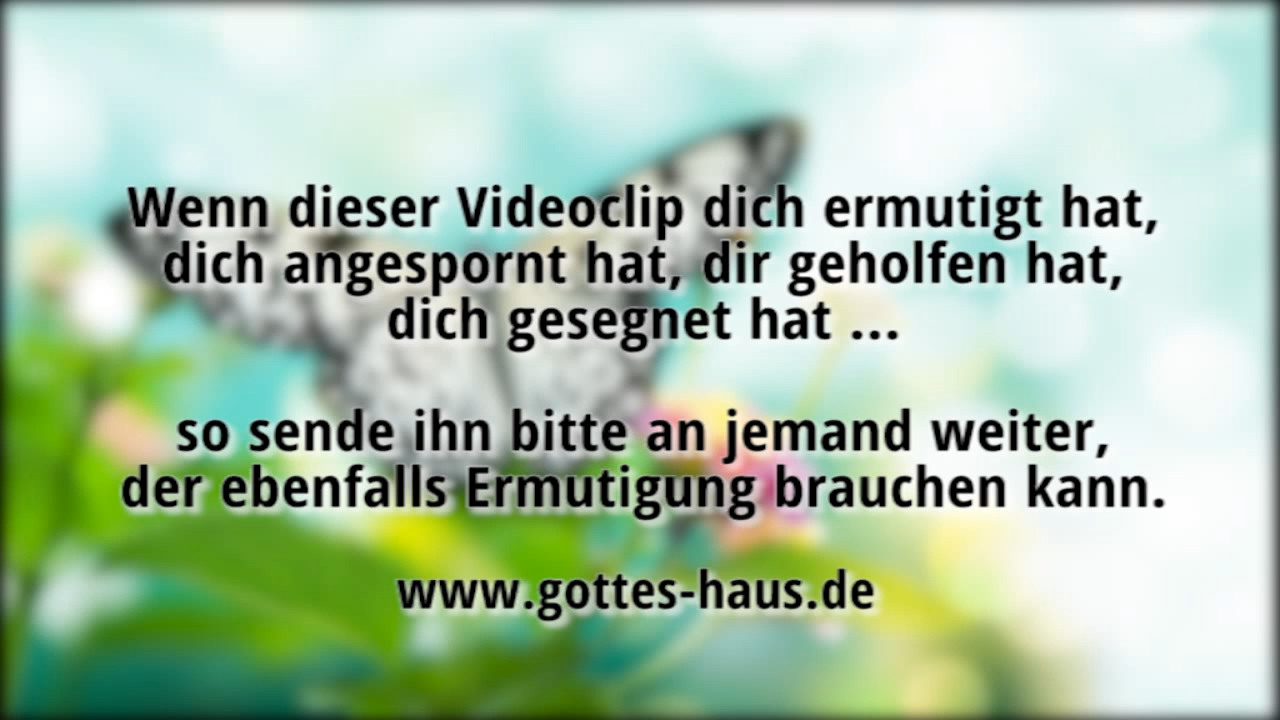 Wenn dieser Videoclip dich ermutigt hat,
dich angespornt hat, dir geholfen hat,
dich gesegnet hat ...
so sende ihn bitte an jemand weiter,
der ebenfalls Ermutigung brauchen kann.
www.gottes-haus.de